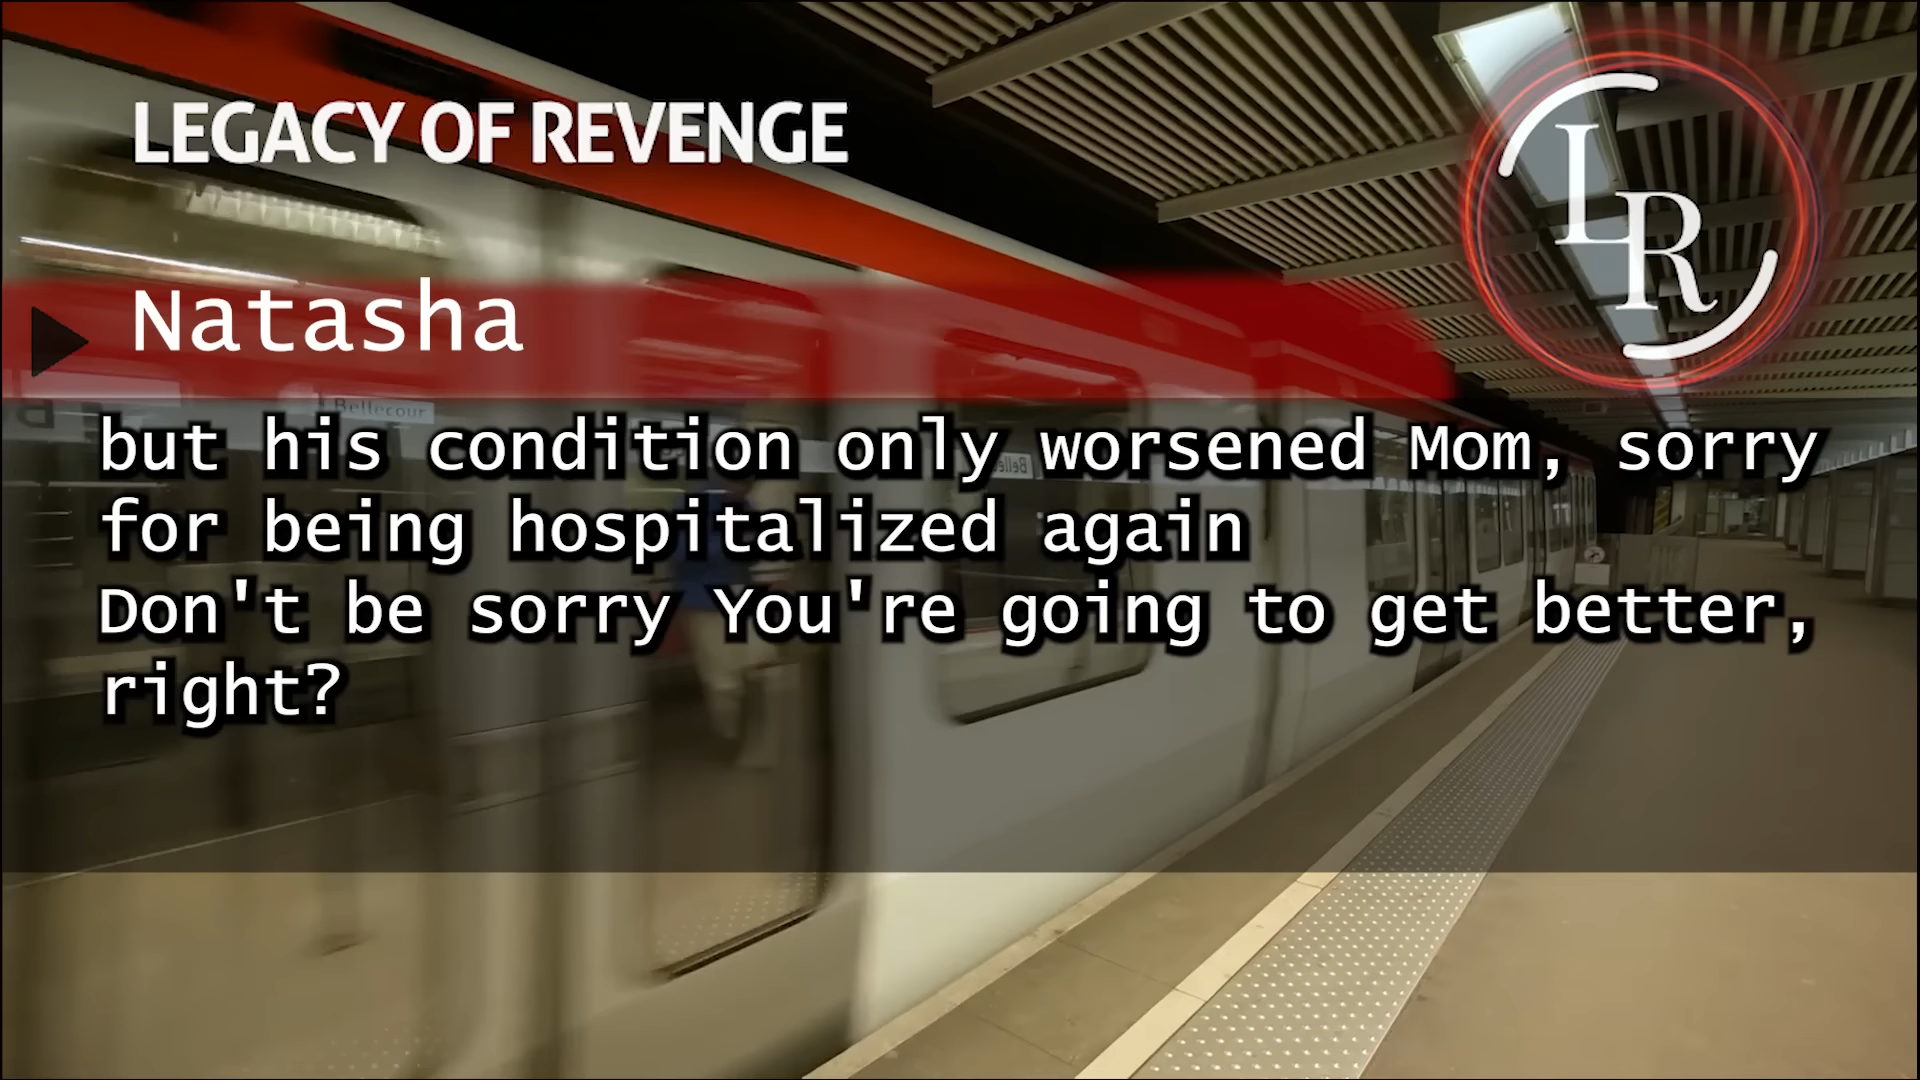 LEGACY OF REVENGE
LR
Natasha
Bellecour
but his condition only worsened Mom, sorry
for being hospitalized again
Don't be sorry You're going to get better,
right?